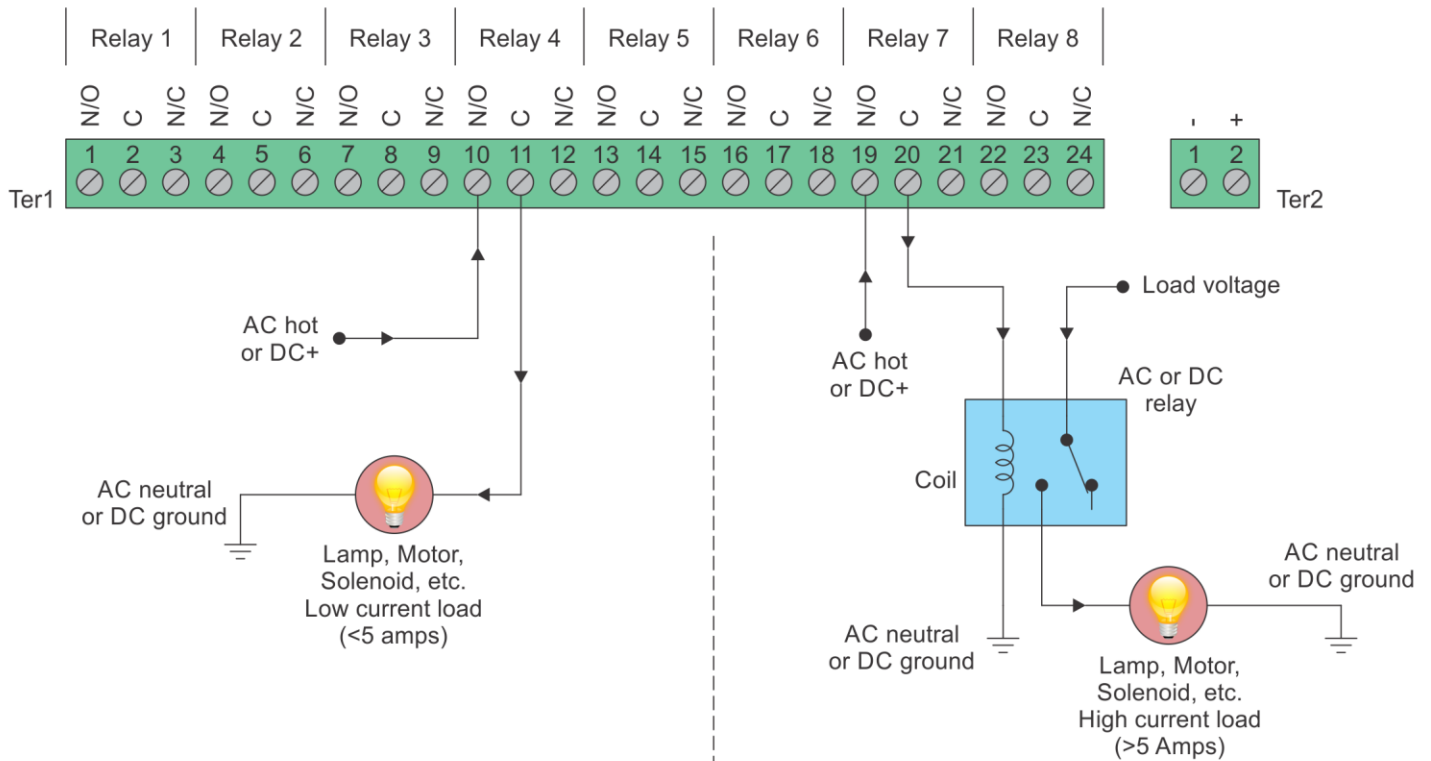 Relay 1 Relay 2 Relay 3 Relay 4 Relay 5 Relay 6 Relay 7 Relay 8
N/O C N/C N/O C N/C N/O C N/C N/O C N/C N/O C N/C N/O C N/C N/O C N/C N/O C N/C - +
1 2 3 4 5 6 7 8 9 10 11 12 13 14 15 16 17 18 19 20 21 22 23 24 1 2
Ter1
Ter2
AC hot
or DC+
AC neutral
or DC ground
Lamp, Motor,
Solenoid, etc.
Low current load
(<5 amps)
AC hot
or DC+
Load voltage
AC or DC
relay
Coil
AC neutral
or DC ground
AC neutral
or DC ground
Lamp, Motor,
Solenoid, etc.
High current load
(>5 Amps)